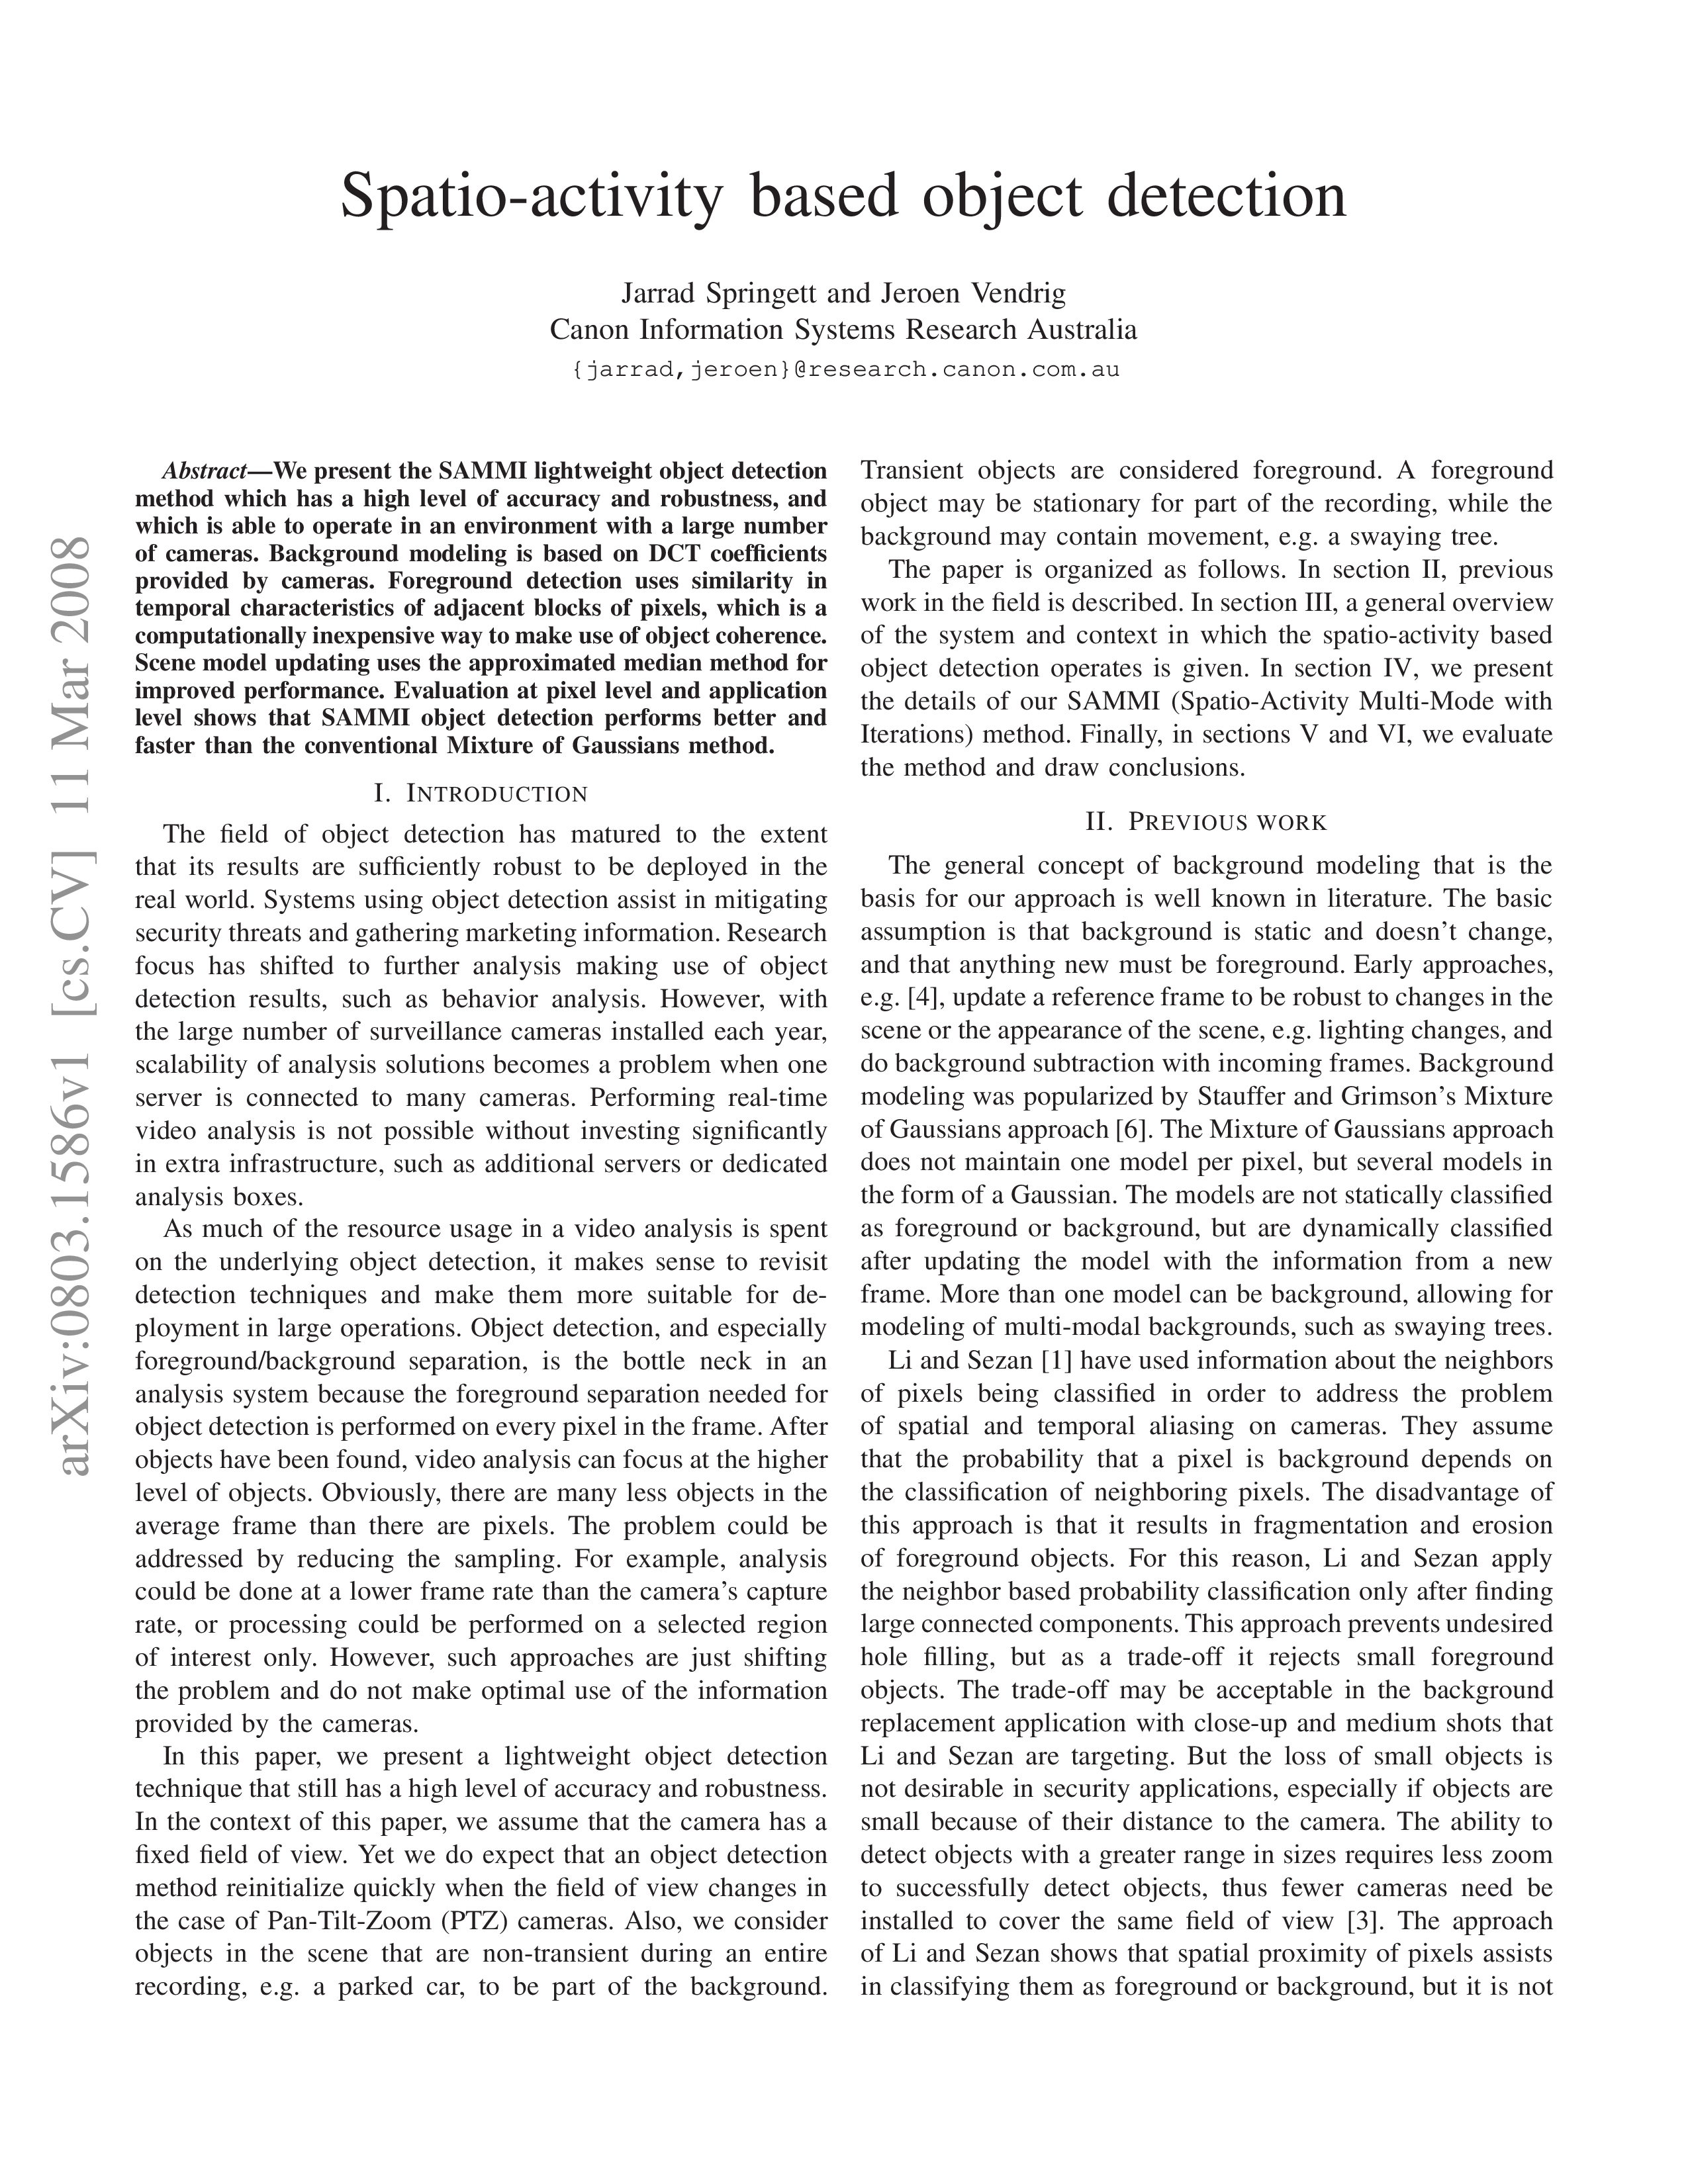 Spatio-activity based object detection
Jarrad Springett and Jeroen Vendrig
Canon Information Systems Research Australia
{jarrad,jeroen}@research.canon.com.au
arXiv:0803.1586v1 [cs.CV] 11 Mar 2008
Abstract—We present the SAMMI lightweight object detection
method which has a high level of accuracy and robustness, and
which is able to operate in an environment with a large number
of cameras. Background modeling is based on DCT coefficients
provided by cameras. Foreground detection uses similarity in
temporal characteristics of adjacent blocks of pixels, which is a
computationally inexpensive way to make use of object coherence.
Scene model updating uses the approximated median method for
improved performance. Evaluation at pixel level and application
level shows that SAMMI object detection performs better and
faster than the conventional Mixture of Gaussians method.
I. INTRODUCTION
The field of object detection has matured to the extent
that its results are sufficiently robust to be deployed in the
real world. Systems using object detection assist in mitigating
security threats and gathering marketing information. Research
focus has shifted to further analysis making use of object
detection results, such as behavior analysis. However, with
the large number of surveillance cameras installed each year,
scalability of analysis solutions becomes a problem when one
server is connected to many cameras. Performing real-time
video analysis is not possible without investing significantly
in extra infrastructure, such as additional servers or dedicated
analysis boxes.
As much of the resource usage in a video analysis is spent
on the underlying object detection, it makes sense to revisit
detection techniques and make them more suitable for de-
ployment in large operations. Object detection, and especially
foreground/background separation, is the bottle neck in an
analysis system because the foreground separation needed for
object detection is performed on every pixel in the frame. After
objects have been found, video analysis can focus at the higher
level of objects. Obviously, there are many less objects in the
average frame than there are pixels. The problem could be
addressed by reducing the sampling. For example, analysis
could be done at a lower frame rate than the camera's capture
rate, or processing could be performed on a selected region
of interest only. However, such approaches are just shifting
the problem and do not make optimal use of the information
provided by the cameras.
In this paper, we present a lightweight object detection
technique that still has a high level of accuracy and robustness.
In the context of this paper, we assume that the camera has a
fixed field of view. Yet we do expect that an object detection
method reinitialize quickly when the field of view changes in
the case of Pan-Tilt-Zoom (PTZ) cameras. Also, we consider
objects in the scene that are non-transient during an entire
recording, e.g. a parked car, to be part of the background.
Transient objects are considered foreground. A foreground
object may be stationary for part of the recording, while the
background may contain movement, e.g. a swaying tree.
The paper is organized as follows. In section II, previous
work in the field is described. In section III, a general overview
of the system and context in which the spatio-activity based
object detection operates is given. In section IV, we present
the details of our SAMMI (Spatio-Activity Multi-Mode with
Iterations) method. Finally, in sections V and VI, we evaluate
the method and draw conclusions.
II. PREVIOUS WORK
The general concept of background modeling that is the
basis for our approach is well known in literature. The basic
assumption is that background is static and doesn't change,
and that anything new must be foreground. Early approaches,
e.g. [4], update a reference frame to be robust to changes in the
scene or the appearance of the scene, e.g. lighting changes, and
do background subtraction with incoming frames. Background
modeling was popularized by Stauffer and Grimson's Mixture
of Gaussians approach [6]. The Mixture of Gaussians approach
does not maintain one model per pixel, but several models in
the form of a Gaussian. The models are not statically classified
as foreground or background, but are dynamically classified
after updating the model with the information from a new
frame. More than one model can be background, allowing for
modeling of multi-modal backgrounds, such as swaying trees.
Li and Sezan [1] have used information about the neighbors
of pixels being classified in order to address the problem
of spatial and temporal aliasing on cameras. They assume
that the probability that a pixel is background depends on
the classification of neighboring pixels. The disadvantage of
this approach is that it results in fragmentation and erosion
of foreground objects. For this reason, Li and Sezan apply
the neighbor based probability classification only after finding
large connected components. This approach prevents undesired
hole filling, but as a trade-off it rejects small foreground
objects. The trade-off may be acceptable in the background
replacement application with close-up and medium shots that
Li and Sezan are targeting. But the loss of small objects is
not desirable in security applications, especially if objects are
small because of their distance to the camera. The ability to
detect objects with a greater range in sizes requires less zoom
to successfully detect objects, thus fewer cameras need be
installed to cover the same field of view [3]. The approach
of Li and Sezan shows that spatial proximity of pixels assists
in classifying them as foreground or background, but it is not